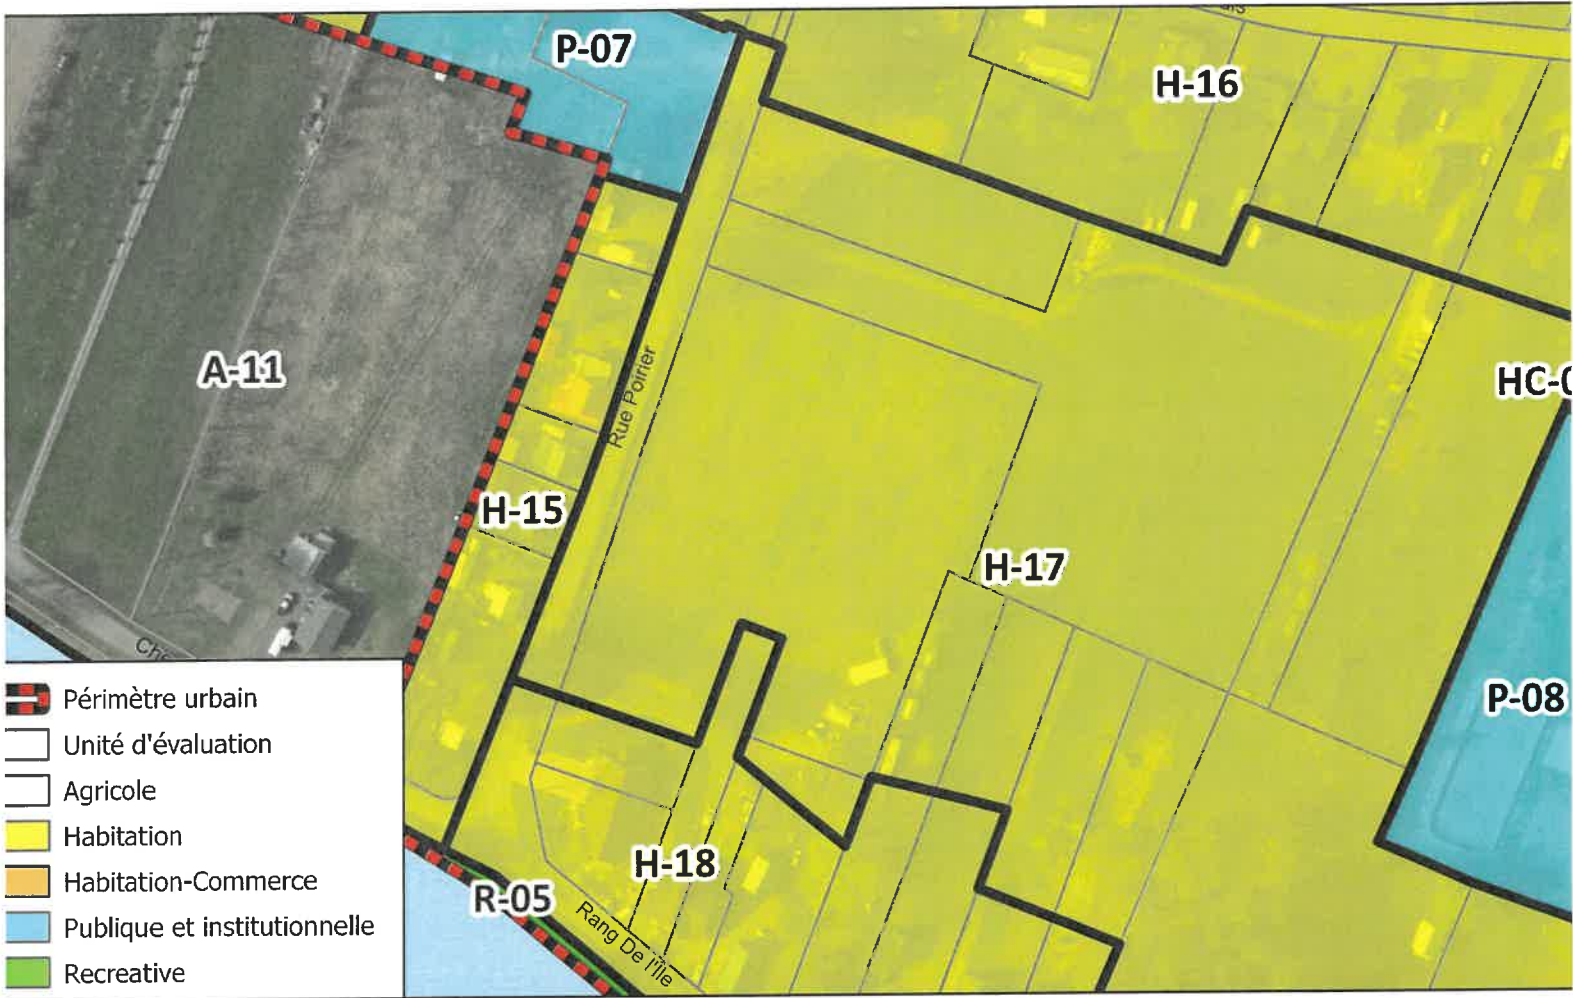 P-07
H-16
A-11
Rue Poirier
HC-0
H-15
H-17
P-08
H-18
R-05
Rang De l'Île
Périmètre urbain
Unité d'évaluation
Agricole
Habitation
Habitation-Commerce
Publique et institutionnelle
Recreative